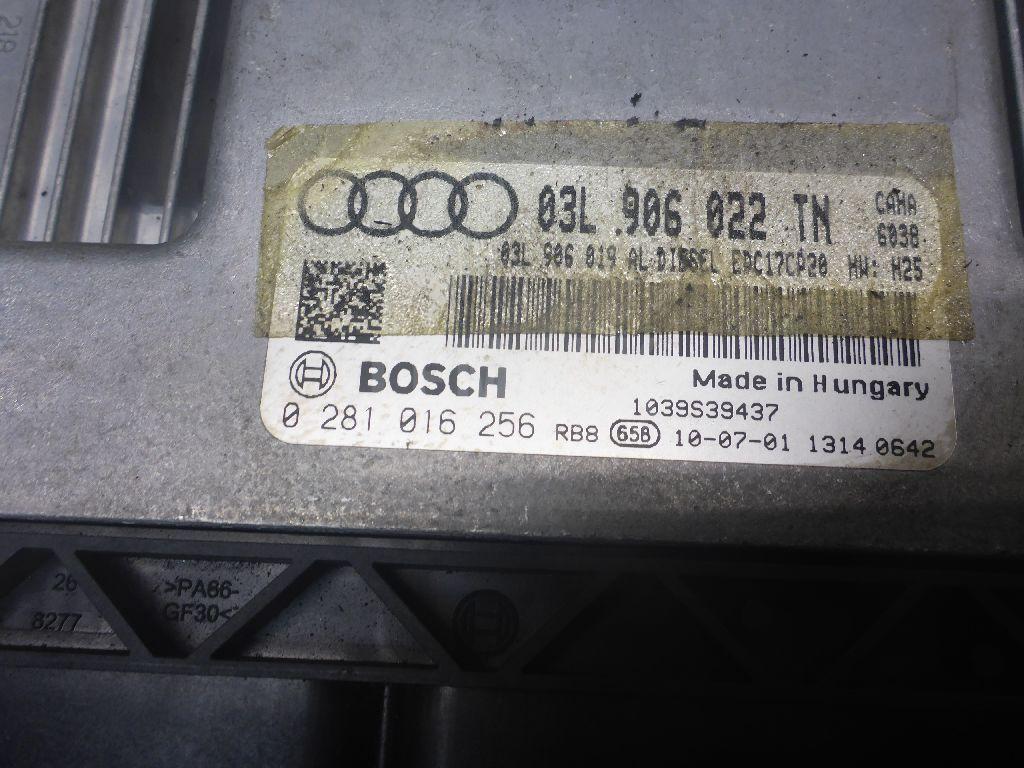 03L 906 022 TN
CAHA
6038
03L 906 019 AL DIESEL EDC17CP20 HW: H25
BOSCH
Made in Hungary
1039S39437
0 281 016 256 RB8 658 10-07-01 1314 0642
26
>PA66-
GF30<
8277
218